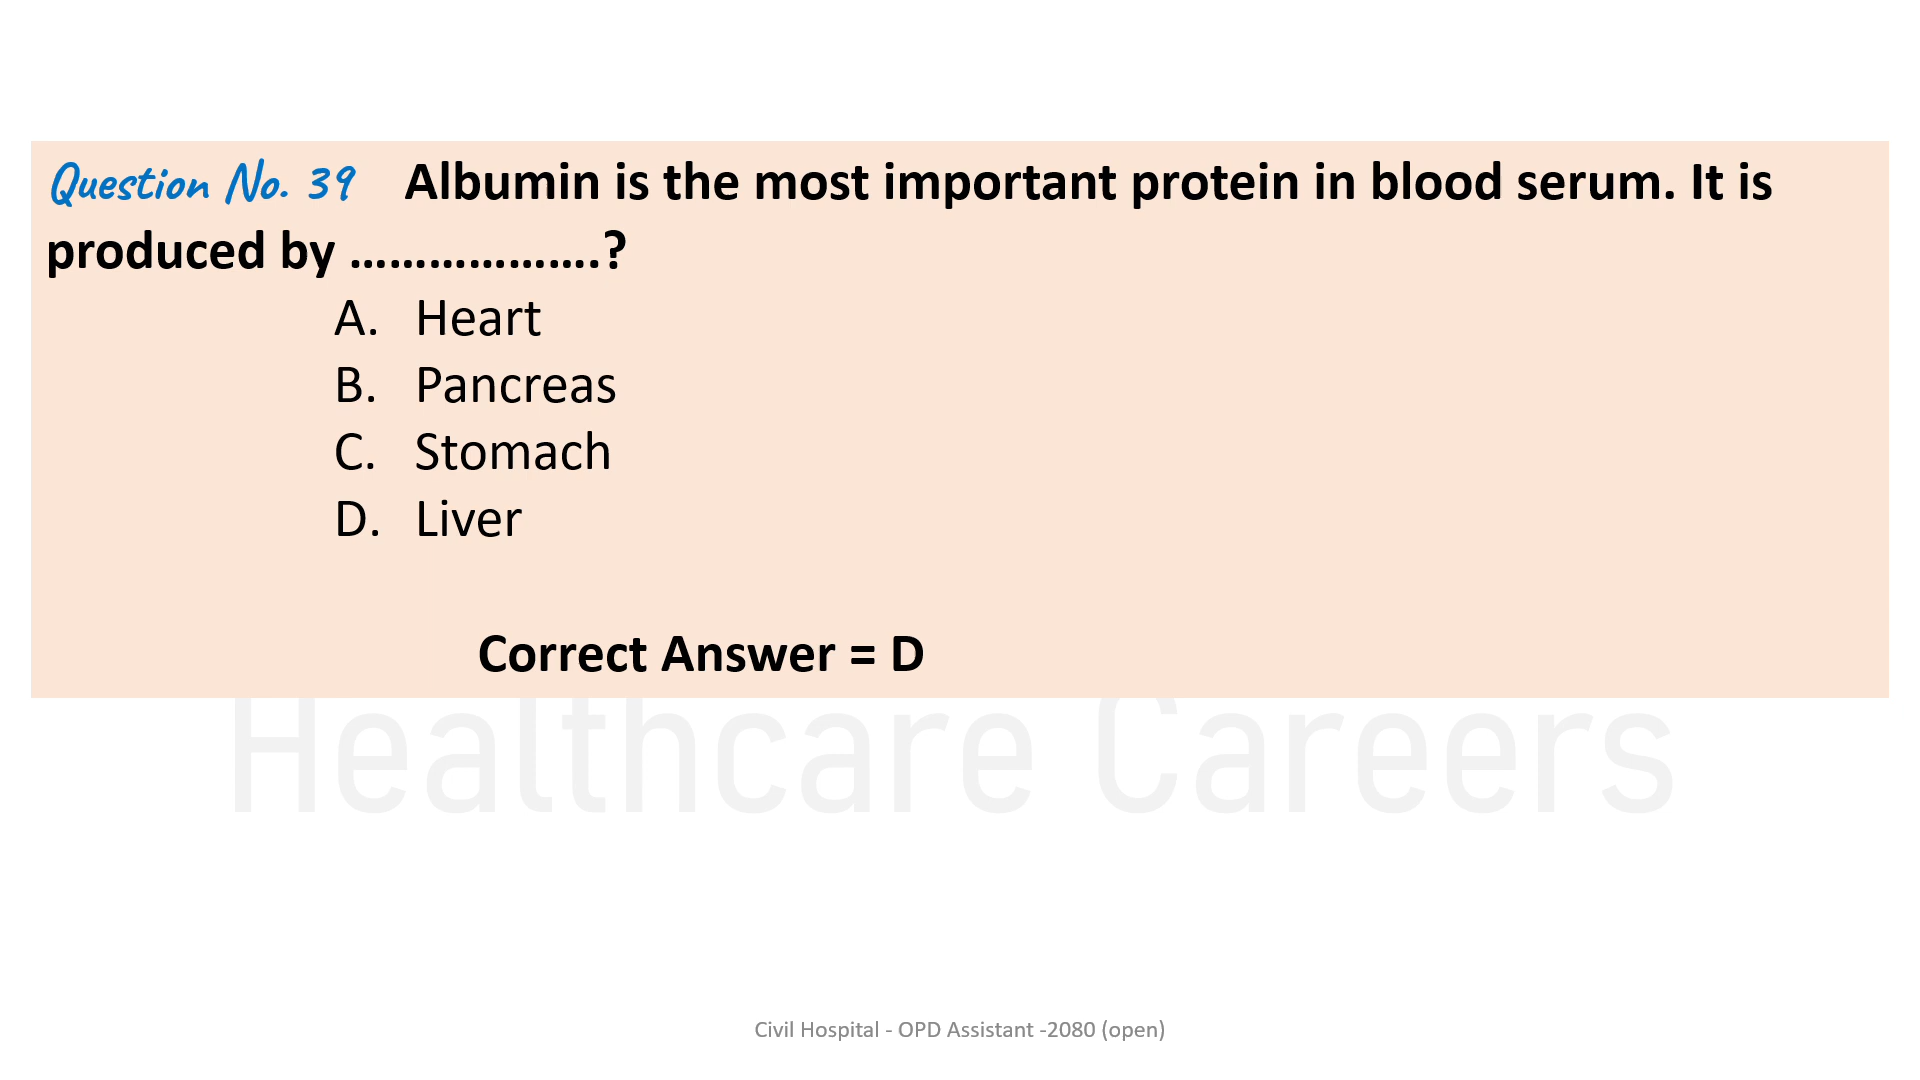 Question No. 39 Albumin is the most important protein in blood serum. It is
produced by ……………….?
A. Heart
B. Pancreas
C. Stomach
D. Liver
Correct Answer = D
Healthcare Careers
Civil Hospital - OPD Assistant -2080 (open)